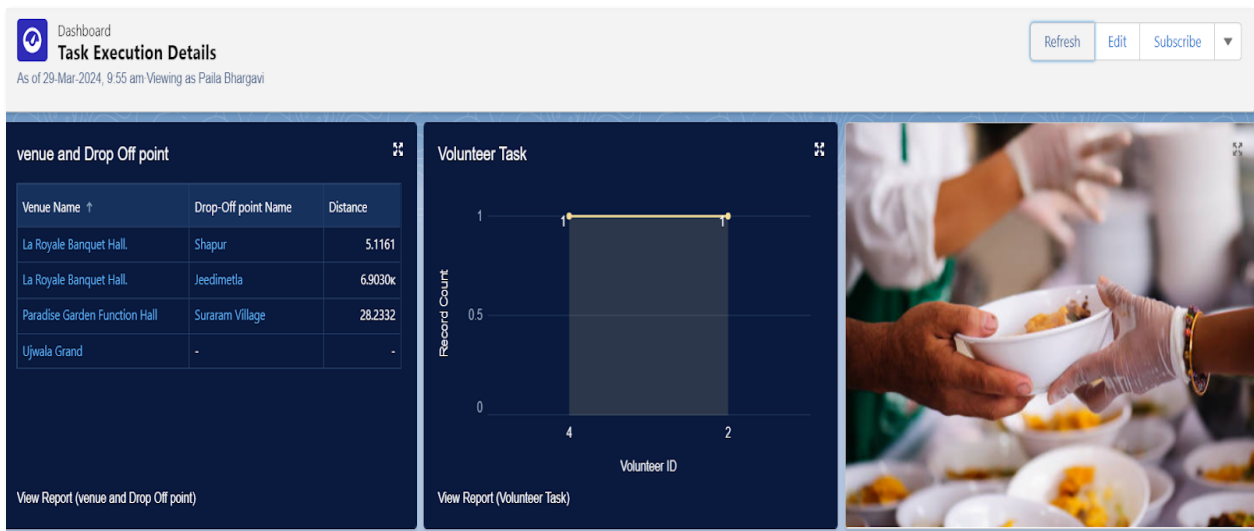 Dashboard
Task Execution Details
As of 29-Mar-2024, 9:55 am·Viewing as Paila Bhargavi
Refresh Edit Subscribe
venue and Drop Off point
Venue Name ↑ Drop-Off point Name Distance
La Royale Banquet Hall. Shapur 5.1161
La Royale Banquet Hall. Jeedimetla 6.9030K
Paradise Garden Function Hall Suraram Village 28.2332
Ujwala Grand - -
View Report (venue and Drop Off point)
Volunteer Task
Record Count
1
0.5
0
1 1
4 2
Volunteer ID
View Report (Volunteer Task)